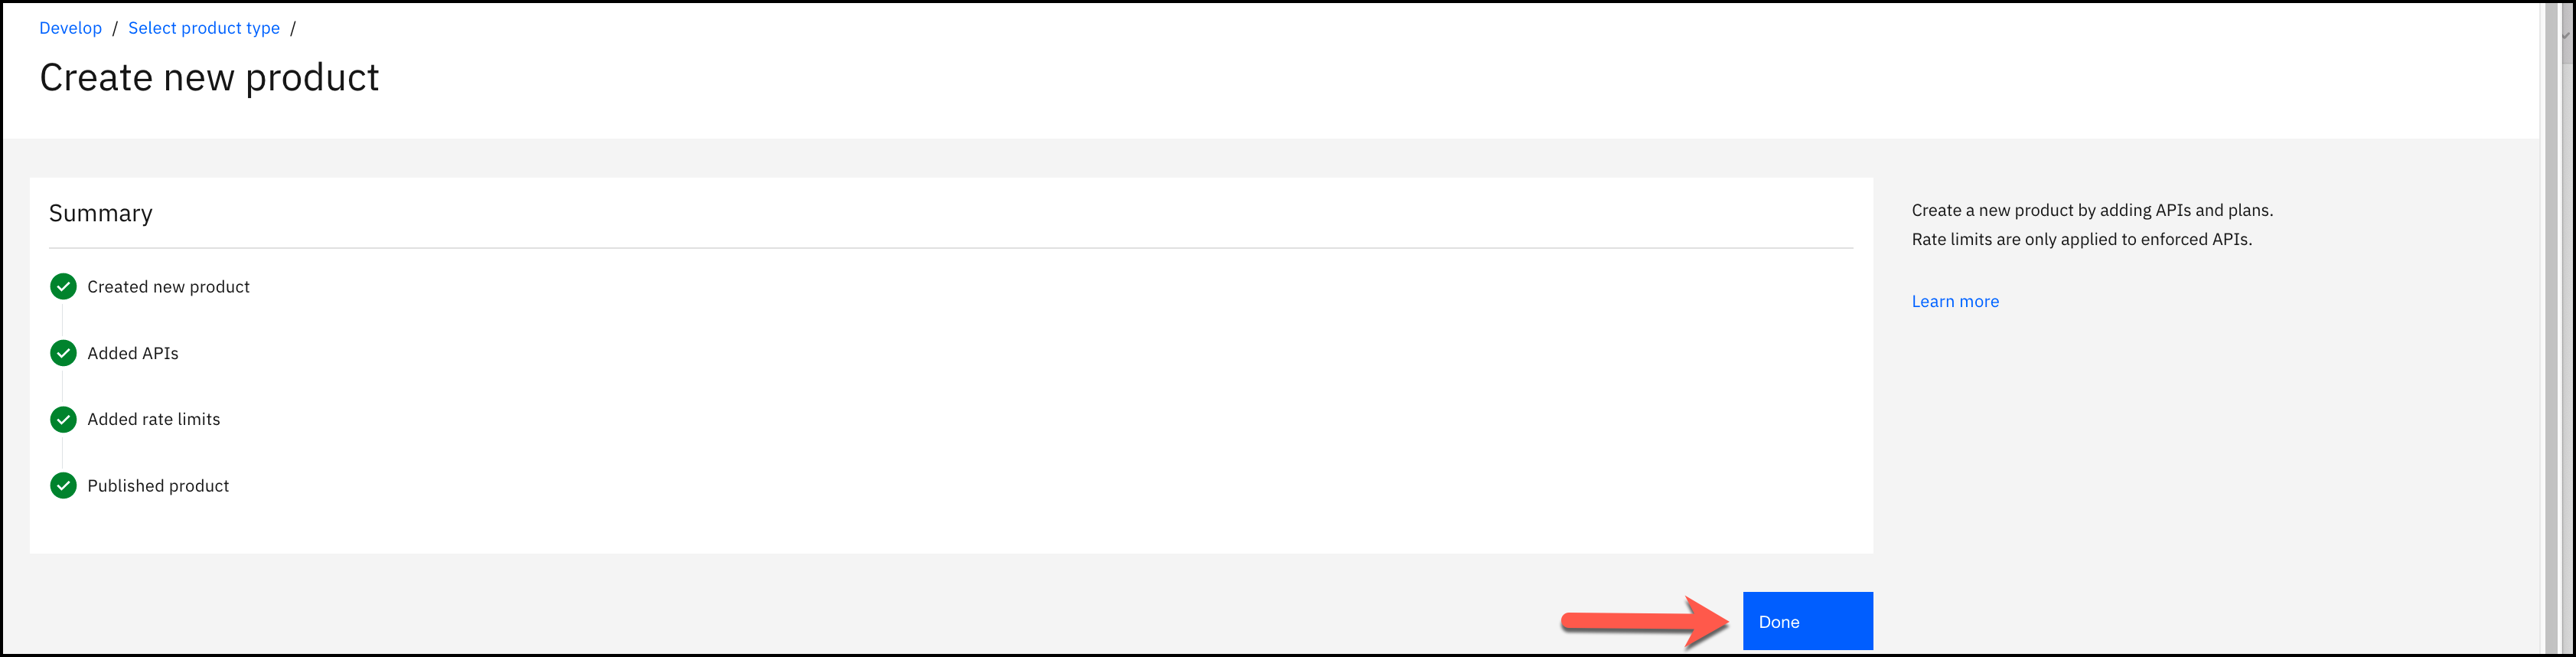 Develop / Select product type /
Create new product
Summary
Created new product
Added APIs
Added rate limits
Published product
Create a new product by adding APIs and plans.
Rate limits are only applied to enforced APIs.
Learn more
Done